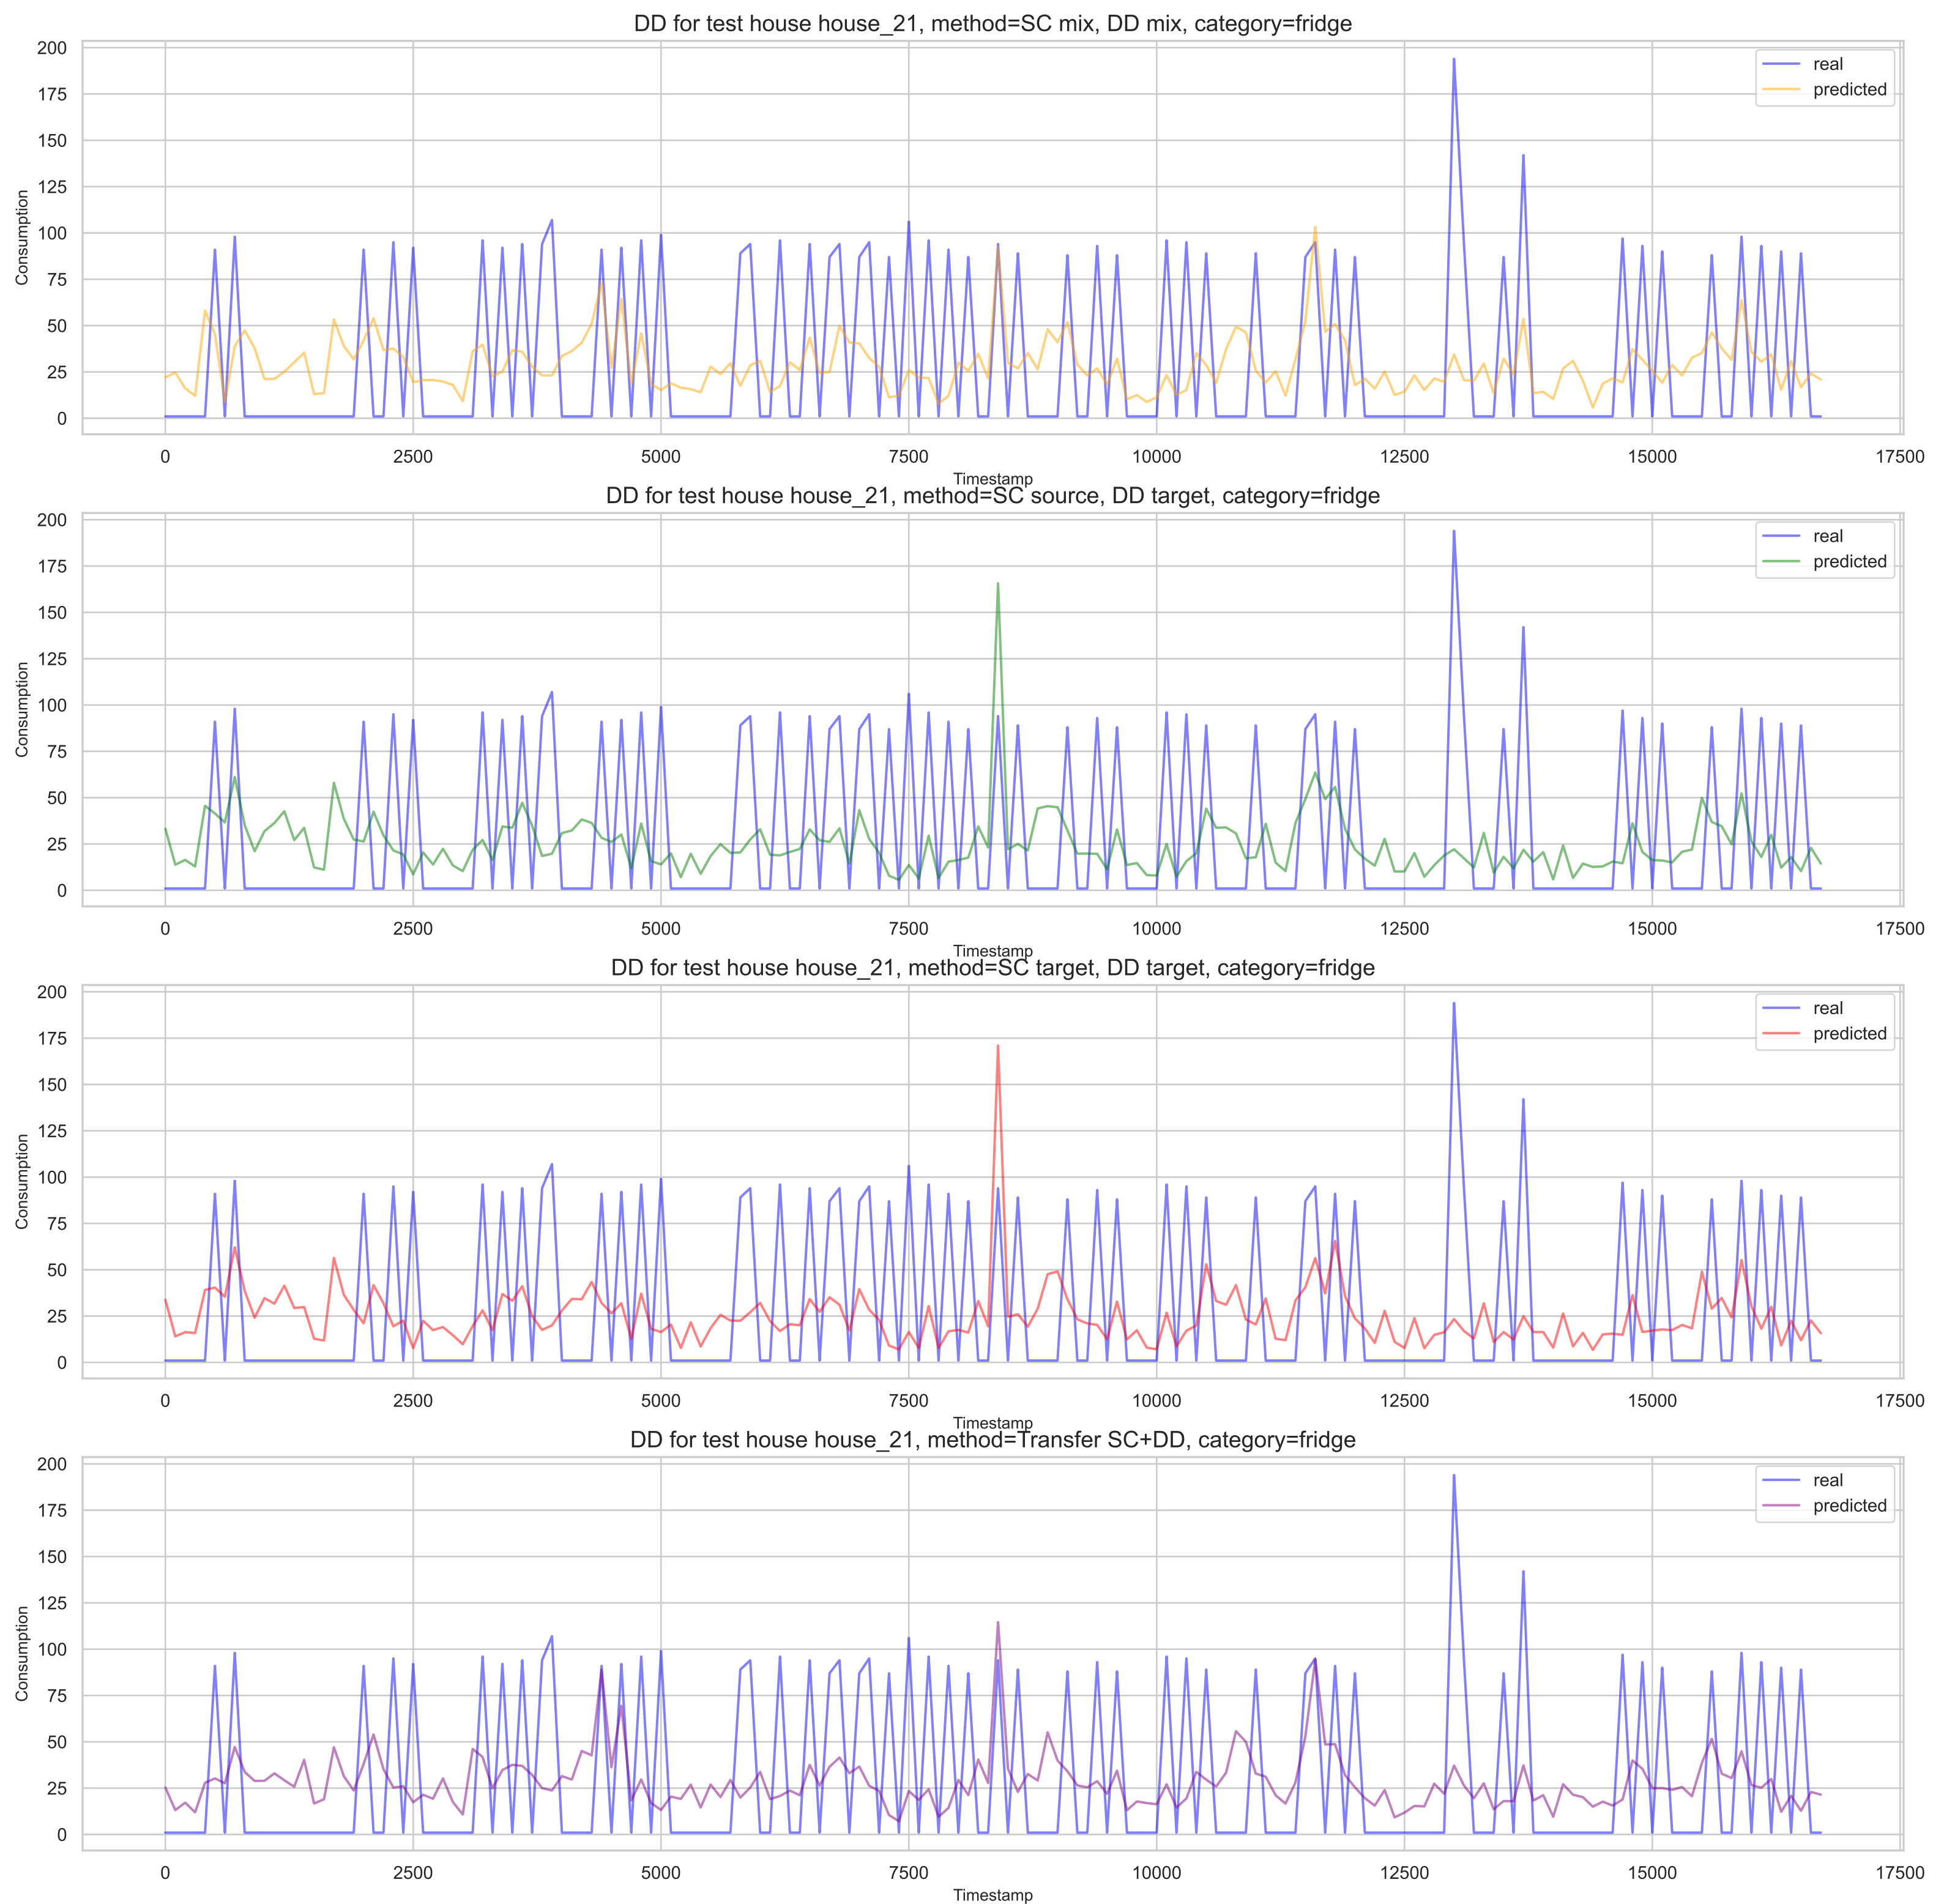 DD for test house house_21, method=SC mix, DD mix, category=fridge
200
175
150
125
100
75
50
25
0
Consumption
real
predicted
0 2500 5000 7500 10000 12500 15000 17500
Timestamp
DD for test house house_21, method=SC source, DD target, category=fridge
200
175
150
125
100
75
50
25
0
Consumption
real
predicted
0 2500 5000 7500 10000 12500 15000 17500
Timestamp
DD for test house house_21, method=SC target, DD target, category=fridge
200
175
150
125
100
75
50
25
0
Consumption
real
predicted
0 2500 5000 7500 10000 12500 15000 17500
Timestamp
DD for test house house_21, method=Transfer SC+DD, category=fridge
200
175
150
125
100
75
50
25
0
Consumption
real
predicted
0 2500 5000 7500 10000 12500 15000 17500
Timestamp